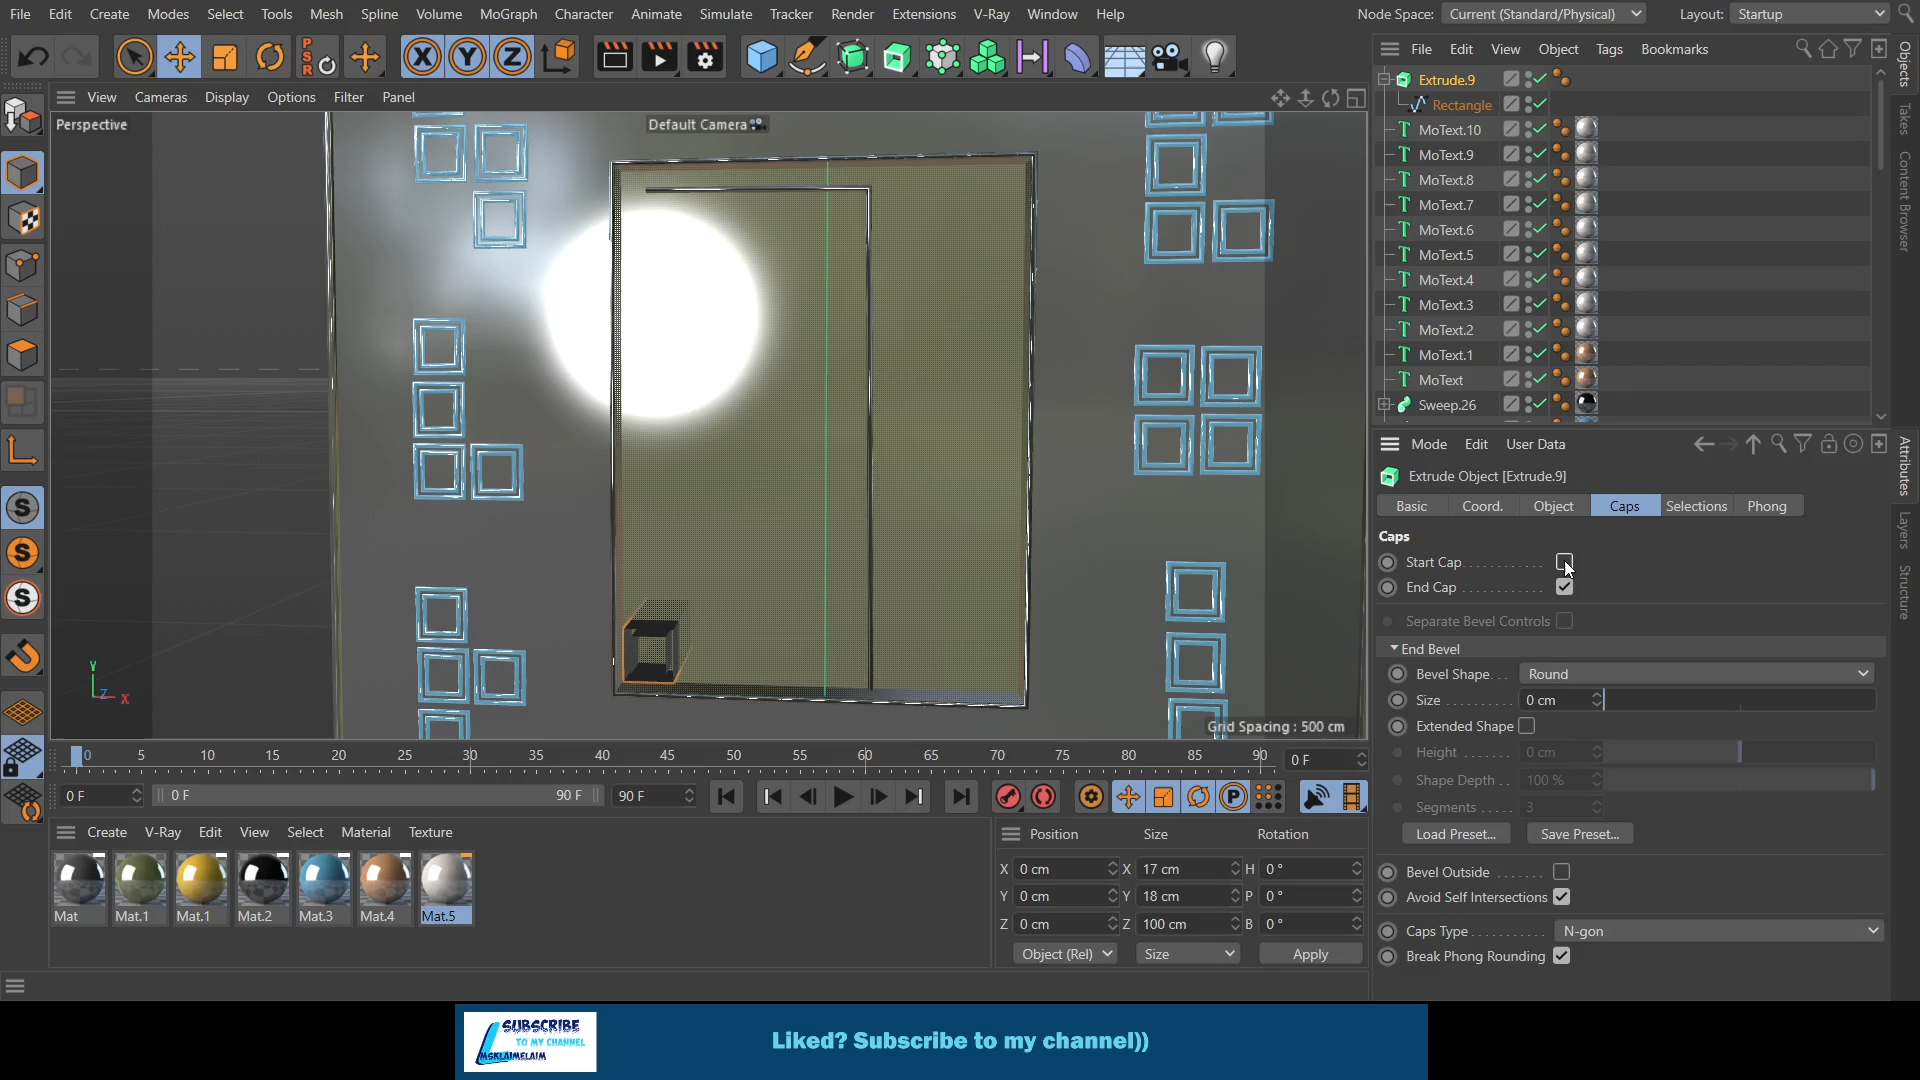 File Edit Create Modes Select Tools Mesh Spline Volume MoGraph Character Animate Simulate Tracker Render Extensions V-Ray Window Help Node Space: Current (Standard/Physical) Layout: Startup
PSR X Y Z
File Edit View Object Tags Bookmarks
View Cameras Display Options Filter Panel
Perspective Default Camera
Extrude.9
Rectangle
MoText.10
MoText.9
MoText.8
MoText.7
MoText.6
MoText.5
MoText.4
MoText.3
MoText.2
MoText.1
MoText
Sweep.26
Objects
Takes
Content Browser
Mode Edit User Data
Extrude Object [Extrude.9]
Basic Coord. Object Caps Selections Phong
Caps
Start Cap
End Cap
Separate Bevel Controls
End Bevel
Bevel Shape... Round
Size 0 cm
Extended Shape
Height 0 cm
Shape Depth 100 %
Segments 3
Load Preset... Save Preset...
Bevel Outside
Avoid Self Intersections
Caps Type N-gon
Break Phong Rounding
Attributes
Layers
Structure
Y Z X
Grid Spacing : 500 cm
0 5 10 15 20 25 30 35 40 45 50 55 60 65 70 75 80 85 90 0 F
0 F 0 F 90 F 90 F
Create V-Ray Edit View Select Material Texture
Mat Mat.1 Mat.1 Mat.2 Mat.3 Mat.4 Mat.5
Position Size Rotation
X 0 cm X 17 cm H 0 °
Y 0 cm Y 18 cm P 0 °
Z 0 cm Z 100 cm B 0 °
Object (Rel) Size Apply
SUBSCRIBE
TO MY CHANNEL
MSKLAIMELAIM
Liked? Subscribe to my channel))